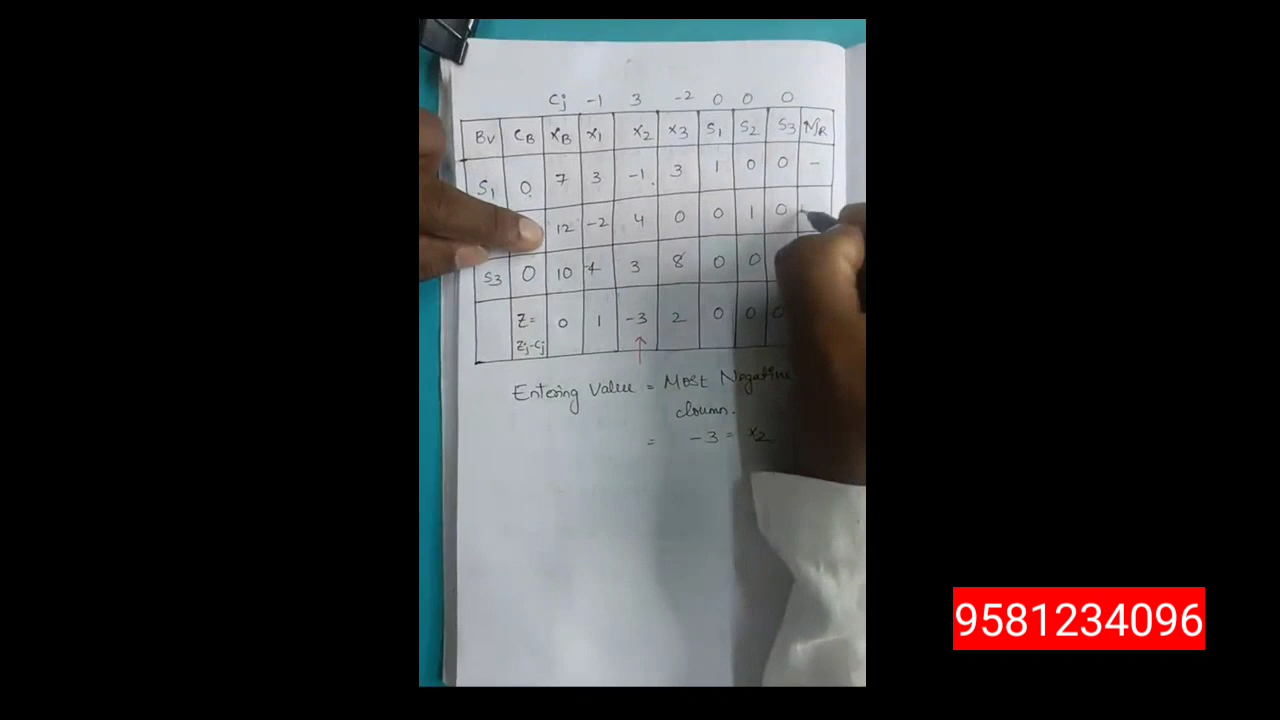 Cj -1 3 -2 0 0 0
BV CB XB X1 X2 X3 S1 S2 S3 MR
S1 0 7 3 -1 3 1 0 0 -
12 -2 4 0 0 1 0
S3 0 10 -4 3 8 0 0
Z= 0 1 -3 2 0 0 0
Zj-Cj
Entering Value = Most Negative
cloumn.
= -3 = X2
9581234096